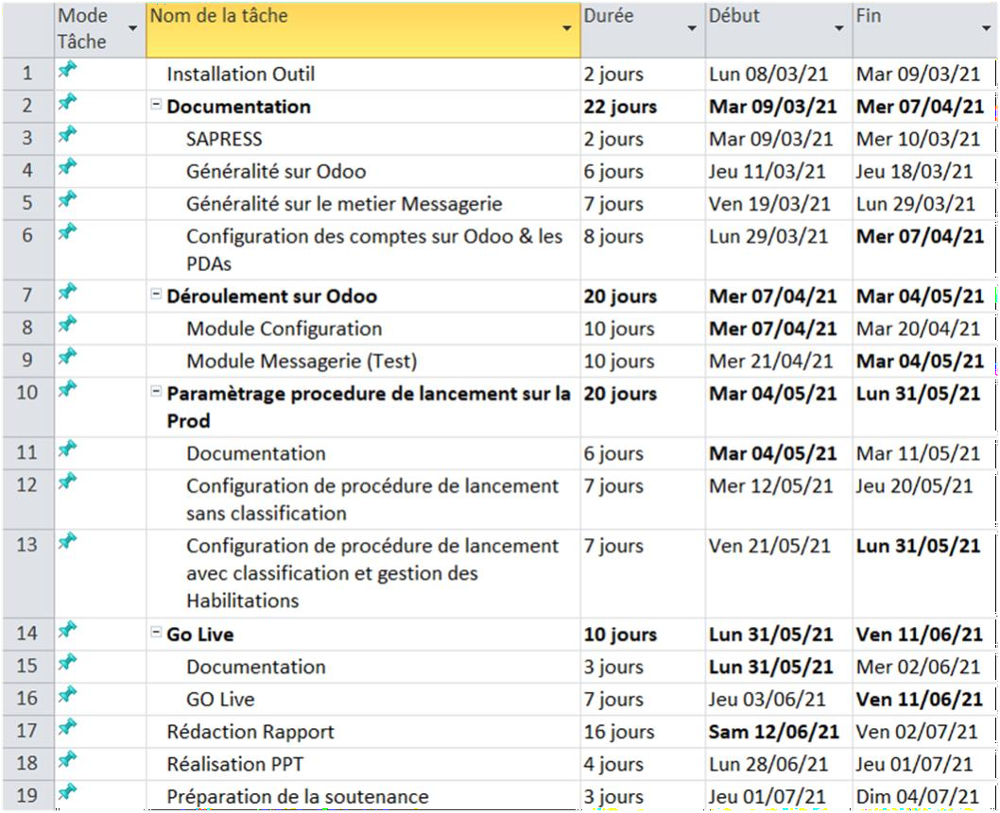 Mode Tâche Nom de la tâche Durée Début Fin
1 Installation Outil 2 jours Lun 08/03/21 Mar 09/03/21
2 Documentation 22 jours Mar 09/03/21 Mer 07/04/21
3 SAPRESS 2 jours Mar 09/03/21 Mer 10/03/21
4 Généralité sur Odoo 6 jours Jeu 11/03/21 Jeu 18/03/21
5 Généralité sur le metier Messagerie 7 jours Ven 19/03/21 Lun 29/03/21
6 Configuration des comptes sur Odoo & les 8 jours Lun 29/03/21 Mer 07/04/21
PDAs
7 Déroulement sur Odoo 20 jours Mer 07/04/21 Mar 04/05/21
8 Module Configuration 10 jours Mer 07/04/21 Mar 20/04/21
9 Module Messagerie (Test) 10 jours Mer 21/04/21 Mar 04/05/21
10 Paramètrage procedure de lancement sur la 20 jours Mar 04/05/21 Lun 31/05/21
Prod
11 Documentation 6 jours Mar 04/05/21 Mar 11/05/21
12 Configuration de procédure de lancement 7 jours Mer 12/05/21 Jeu 20/05/21
sans classification
13 Configuration de procédure de lancement 7 jours Ven 21/05/21 Lun 31/05/21
avec classification et gestion des
Habilitations
14 Go Live 10 jours Lun 31/05/21 Ven 11/06/21
15 Documentation 3 jours Lun 31/05/21 Mer 02/06/21
16 GO Live 7 jours Jeu 03/06/21 Ven 11/06/21
17 Rédaction Rapport 16 jours Sam 12/06/21 Ven 02/07/21
18 Réalisation PPT 4 jours Lun 28/06/21 Jeu 01/07/21
19 Préparation de la soutenance 3 jours Jeu 01/07/21 Dim 04/07/21